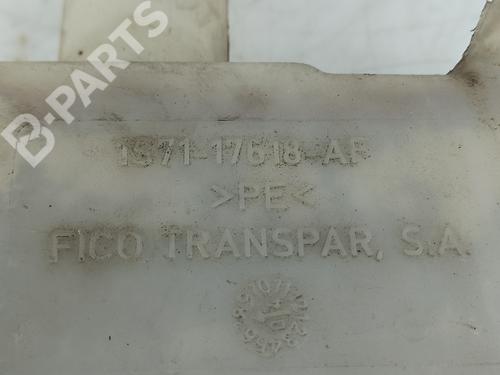 B-PARTS
1S71-17618-AF
>PE<
FICO TRANSPAR, S.A.